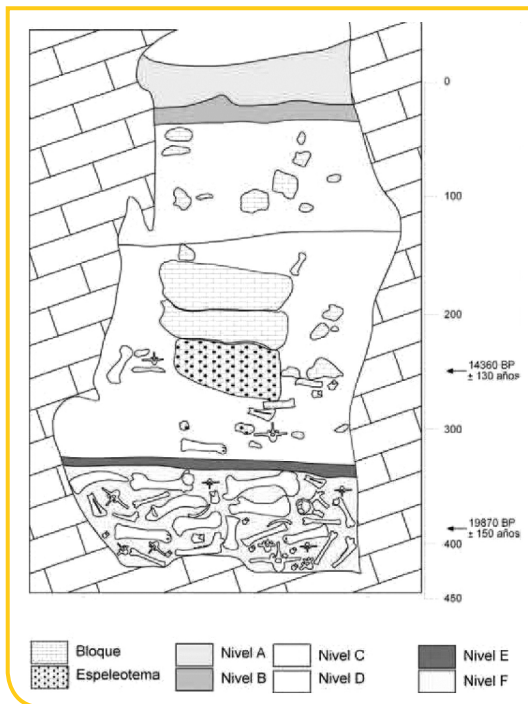 0
100
200
14360 BP
± 130 años
300
19870 BP
± 150 años
400
450
Bloque
Espeleotema
Nivel A
Nivel B
Nivel C
Nivel D
Nivel E
Nivel F